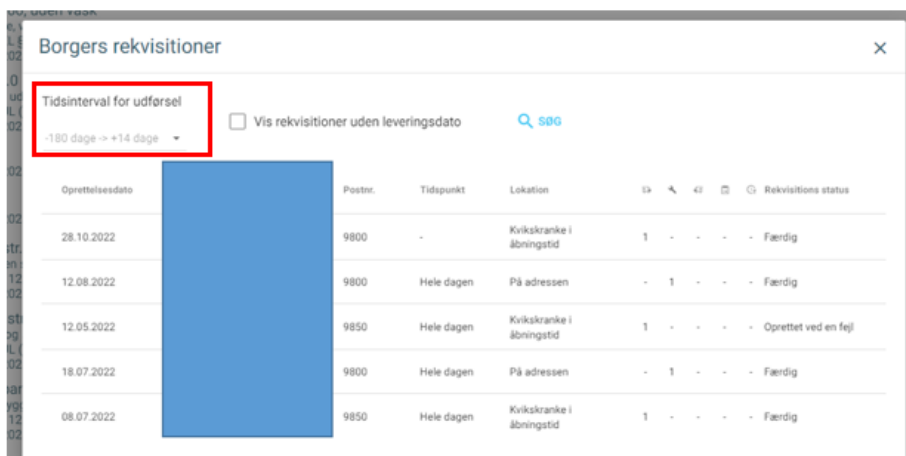 Borgers rekvisitioner
Tidsinterval for udførsel
-180 dage -> +14 dage
Vis rekvisitioner uden leveringsdato
SØG
Oprettelsesdato Postnr. Tidspunkt Lokation Rekvisitions status
28.10.2022 9800 - Kvikskranke i åbningstid 1 - - - - Færdig
12.08.2022 9800 Hele dagen På adressen - 1 - - - Færdig
12.05.2022 9850 Hele dagen Kvikskranke i åbningstid 1 - - - - Oprettet ved en fejl
18.07.2022 9800 Hele dagen På adressen - 1 - - - Færdig
08.07.2022 9850 Hele dagen Kvikskranke i åbningstid 1 - - - - Færdig